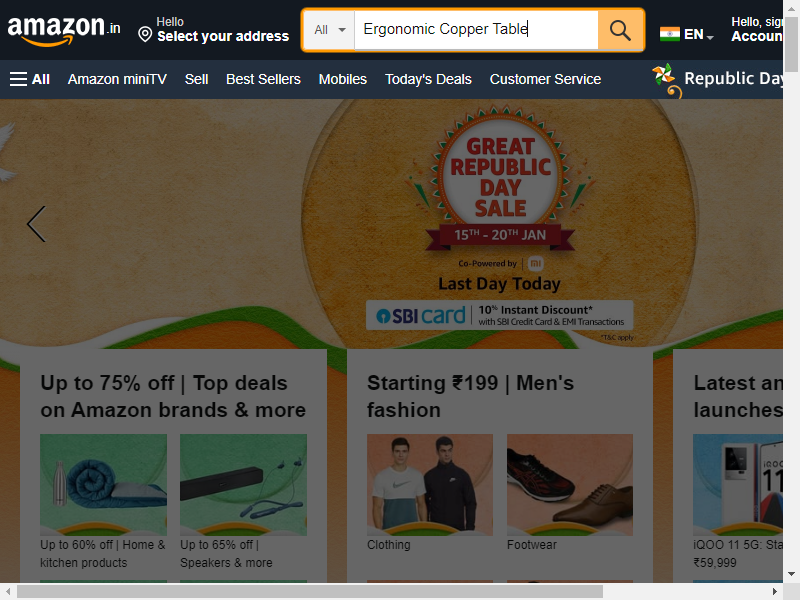 amazon.in
Hello
Select your address
All
Ergonomic Copper Table
EN
Hello, sig
Accoun
All
Amazon miniTV
Sell
Best Sellers
Mobiles
Today's Deals
Customer Service
Republic Day
GREAT
REPUBLIC
DAY
SALE
15TH - 20TH JAN
Co-Powered by
mi
Last Day Today
SBI card
10% Instant Discount*
with SBI Credit Card & EMI Transactions
*T&C apply
Up to 75% off | Top deals
on Amazon brands & more
Up to 60% off | Home &
kitchen products
Up to 65% off |
Speakers & more
Starting ₹199 | Men's
fashion
Clothing
Footwear
Latest an
launches
iQOO 11 5G: Sta
₹59,999